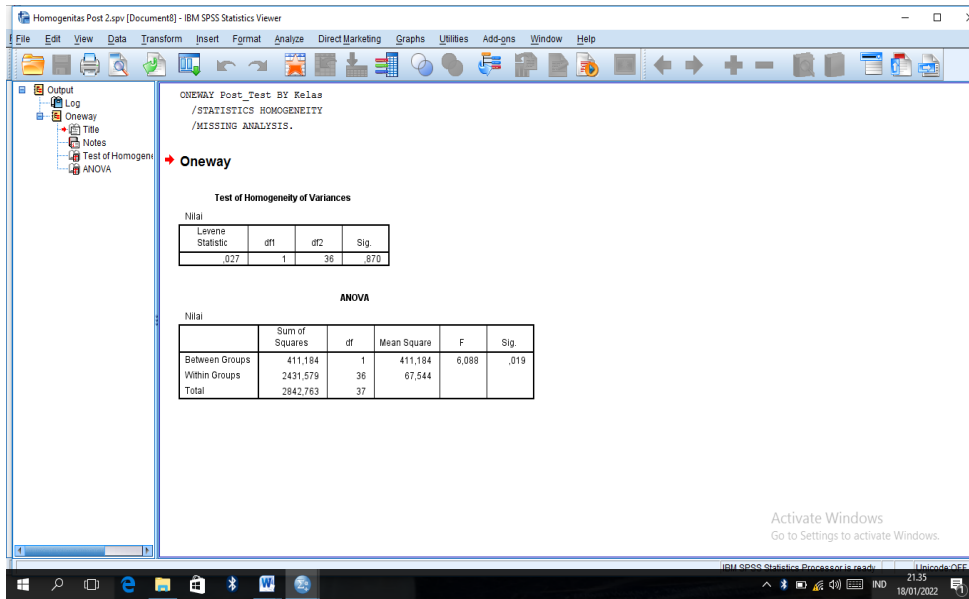 Homogenitas Post 2.spv [Document8] - IBM SPSS Statistics Viewer
File Edit View Data Transform Insert Format Analyze Direct Marketing Graphs Utilities Add-ons Window Help
Output
Log
Oneway
Title
Notes
Test of Homogene
ANOVA
ONEWAY Post_Test BY Kelas
/STATISTICS HOMOGENEITY
/MISSING ANALYSIS.
Oneway
Test of Homogeneity of Variances
Nilai
Levene Statistic df1 df2 Sig.
,027 1 36 ,870
ANOVA
Nilai
Sum of Squares df Mean Square F Sig.
Between Groups 411,184 1 411,184 6,088 ,019
Within Groups 2431,579 36 67,544
Total 2842,763 37
Activate Windows
Go to Settings to activate Windows.
IBM SPSS Statistics Processor is ready Unicode:OFF
IND
21.35
18/01/2022